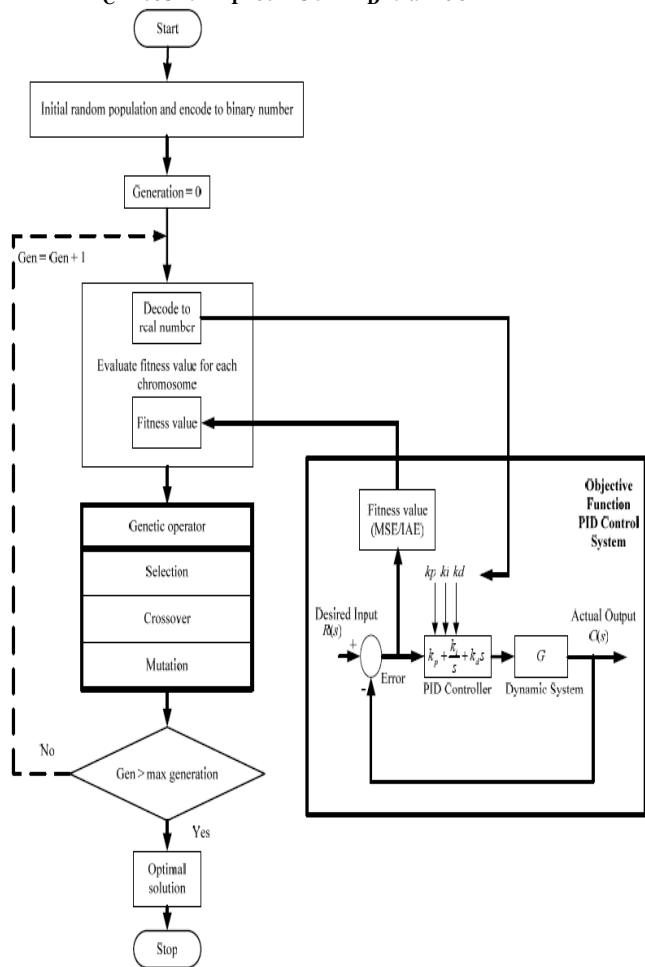 Start
Initial random population and encode to binary number
Generation = 0
Gen = Gen + 1
Decode to
real number
Evaluate fitness value for each
chromosome
Fitness value
Genetic operator
Selection
Crossover
Mutation
No
Gen > max generation
Yes
Optimal
solution
Stop
Objective
Function
PID Control
System
Fitness value
(MSE/IAE)
kp ki kd
Desired Input
R(s)
+
-
Error
k_p + k_i/s + k_d s
PID Controller
G
Dynamic System
Actual Output
C(s)